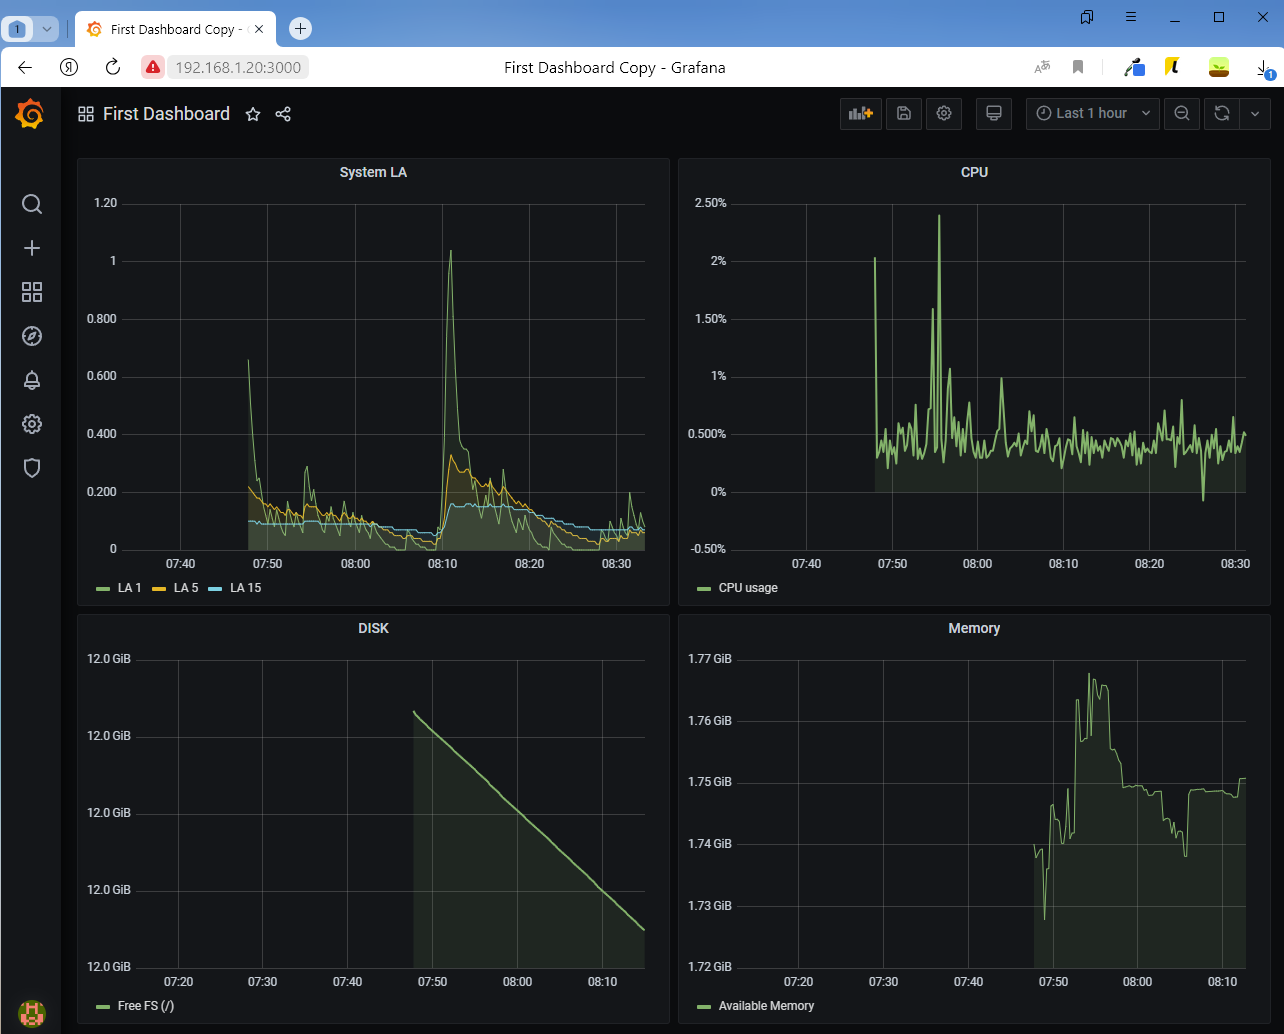 1
First Dashboard Copy -
192.168.1.20:3000
First Dashboard Copy - Grafana
1
First Dashboard
Last 1 hour
System LA
1.20
1
0.800
0.600
0.400
0.200
0
07:40 07:50 08:00 08:10 08:20 08:30
LA 1 LA 5 LA 15
CPU
2.50%
2%
1.50%
1%
0.500%
0%
-0.50%
07:40 07:50 08:00 08:10 08:20 08:30
CPU usage
DISK
12.0 GiB
12.0 GiB
12.0 GiB
12.0 GiB
12.0 GiB
07:20 07:30 07:40 07:50 08:00 08:10
Free FS (/)
Memory
1.77 GiB
1.76 GiB
1.75 GiB
1.74 GiB
1.73 GiB
1.72 GiB
07:20 07:30 07:40 07:50 08:00 08:10
Available Memory